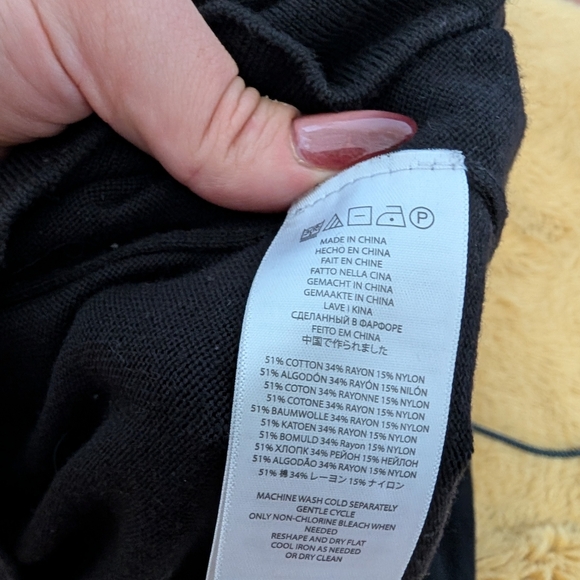 P
MADE IN CHINA
HECHO EN CHINA
FAIT EN CHINE
FATTO NELLA CINA
GEMACHT IN CHINA
GEMAAKTE IN CHINA
LAVE I KINA
СДЕЛАННЫЙ В ФАРФОРЕ
FEITO EM CHINA
中国で作られました
51% COTTON 34% RAYON 15% NYLON
51% ALGODÓN 34% RAYÓN 15% NILÓN
51% COTON 34% RAYONNE 15% NYLON
51% COTONE 34% RAYON 15% NYLON
51% BAUMWOLLE 34% Rayon 15% NYLON
51% KATOEN 34% Rayon 15% NYLON
51% BOMULD 34% Rayon 15% NYLON
51% ХЛОПК 34% РЕЙОН 15% НЕЙЛОН
51% ALGODÃO 34% RAYON 15% NYLON
51% 34% レーヨン 15% ナイロン
MACHINE WASH COLD SEPARATELY
GENTLE CYCLE
ONLY NON-CHLORINE BLEACH WHEN
NEEDED
RESHAPE AND DRY FLAT
COOL IRON AS NEEDED
OR DRY CLEAN